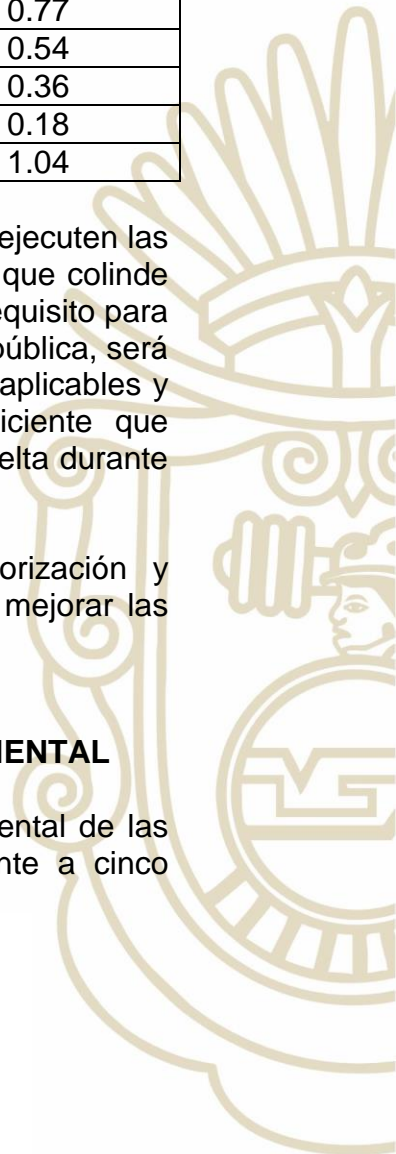 0.77
0.54
0.36
0.18
1.04
ejecuten las
que colinde
equisito para
pública, será
aplicables y
iciente que
elta durante
orización y
mejorar las
IENTAL
ental de las
nte a cinco